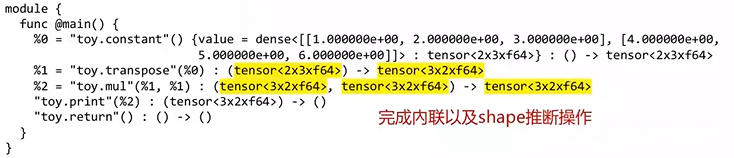 module {
  func @main() {
    %0 = "toy.constant"() {value = dense<[[1.000000e+00, 2.000000e+00, 3.000000e+00], [4.000000e+00,
                           5.000000e+00, 6.000000e+00]]> : tensor<2x3xf64>} : () -> tensor<2x3xf64>
    %1 = "toy.transpose"(%0) : (tensor<2x3xf64>) -> tensor<3x2xf64>
    %2 = "toy.mul"(%1, %1) : (tensor<3x2xf64>, tensor<3x2xf64>) -> tensor<3x2xf64>
    "toy.print"(%2) : (tensor<3x2xf64>) -> ()
    "toy.return"() : () -> ()
完成内联以及shape推断操作
  }
}